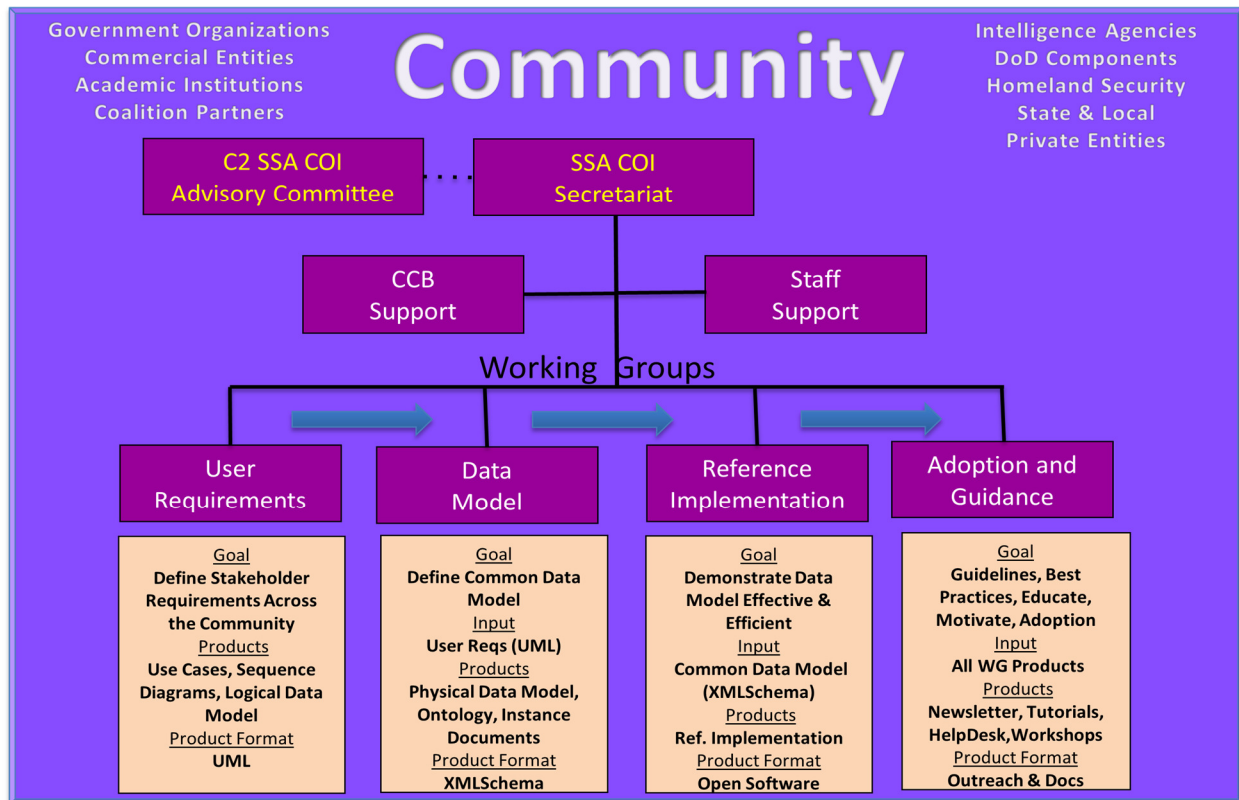 Government Organizations
Commercial Entities
Academic Institutions
Coalition Partners
Community
Intelligence Agencies
DoD Components
Homeland Security
State & Local
Private Entities
C2 SSA COI
Advisory Committee
SSA COI
Secretariat
CCB
Support
Staff
Support
Working Groups
User
Requirements
Data
Model
Reference
Implementation
Adoption and
Guidance
Goal
Define Stakeholder
Requirements Across
the Community
Products
Use Cases, Sequence
Diagrams, Logical Data
Model
Product Format
UML
Goal
Define Common Data
Model
Input
User Reqs (UML)
Products
Physical Data Model,
Ontology, Instance
Documents
Product Format
XMLSchema
Goal
Demonstrate Data
Model Effective &
Efficient
Input
Common Data Model
(XMLSchema)
Products
Ref. Implementation
Product Format
Open Software
Goal
Guidelines, Best
Practices, Educate,
Motivate, Adoption
Input
All WG Products
Products
Newsletter, Tutorials,
HelpDesk,Workshops
Product Format
Outreach & Docs